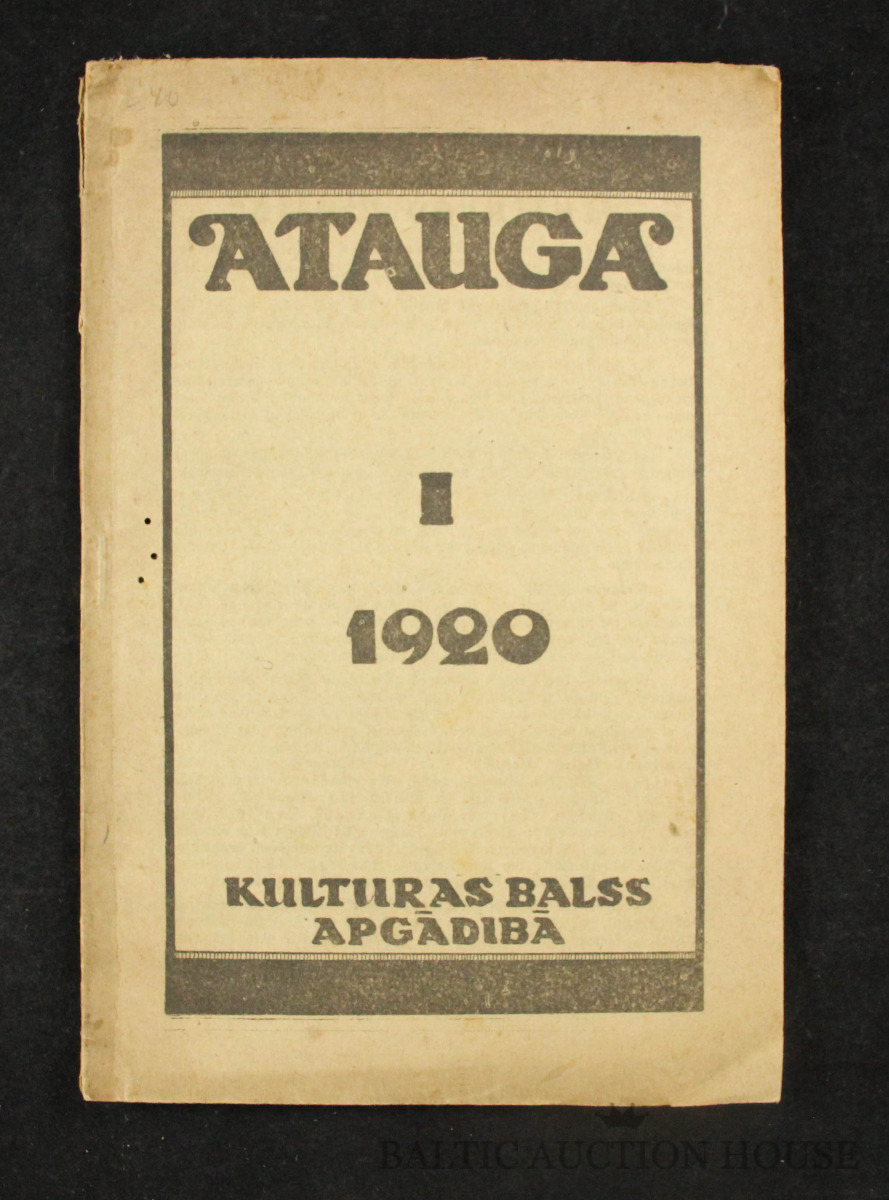 ATAUGA
I
1920
KULTURAS BALSS
APGĀDIBĀ
BALTIC AUCTION HOUSE